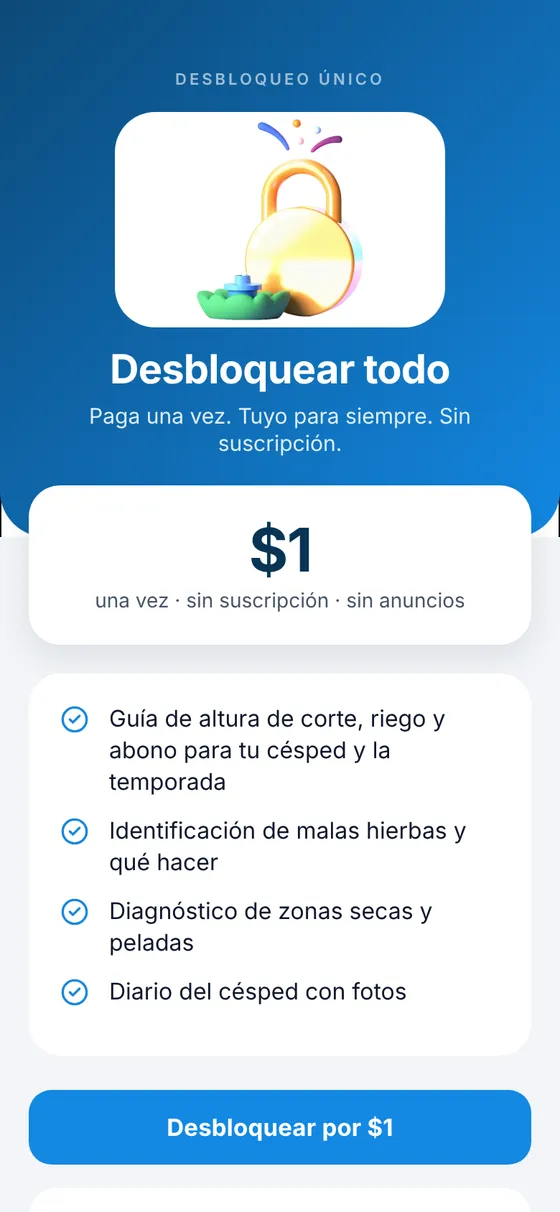 DESBLOQUEO ÚNICO
Desbloquear todo
Paga una vez. Tuyo para siempre. Sin
suscripción.
$1
una vez · sin suscripción · sin anuncios
Guía de altura de corte, riego y
abono para tu césped y la
temporada
Identificación de malas hierbas y
qué hacer
Diagnóstico de zonas secas y
peladas
Diario del césped con fotos
Desbloquear por $1